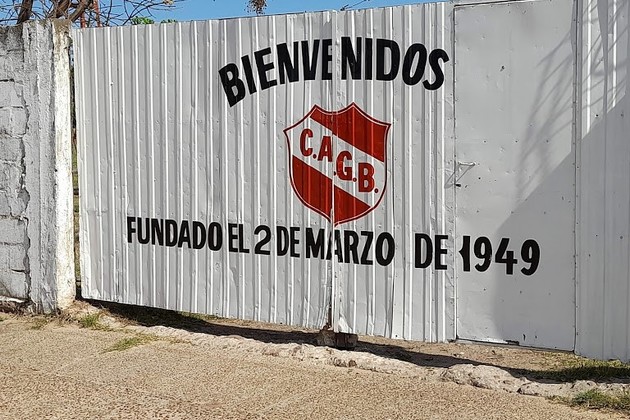 BIENVENIDOS
C.A.G.B.
FUNDADO EL 2 DE MARZO DE 1949